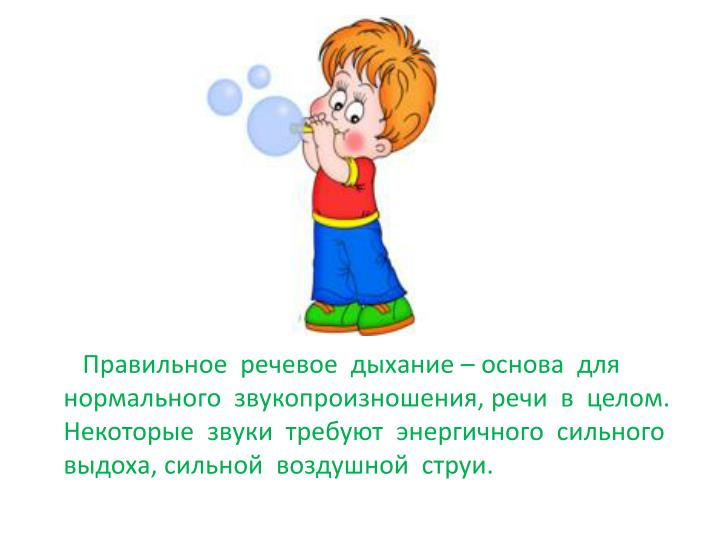 Правильное речевое дыхание – основа для
нормального звукопроизношения, речи в целом.
Некоторые звуки требуют энергичного сильного
выдоха, сильной воздушной струи.